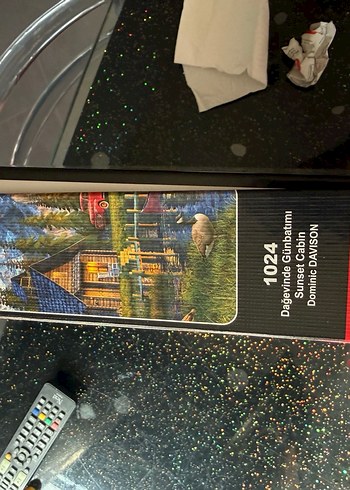 1024
Dağevinde Günbatımı
Sunset Cabin
Dominic DAVISON